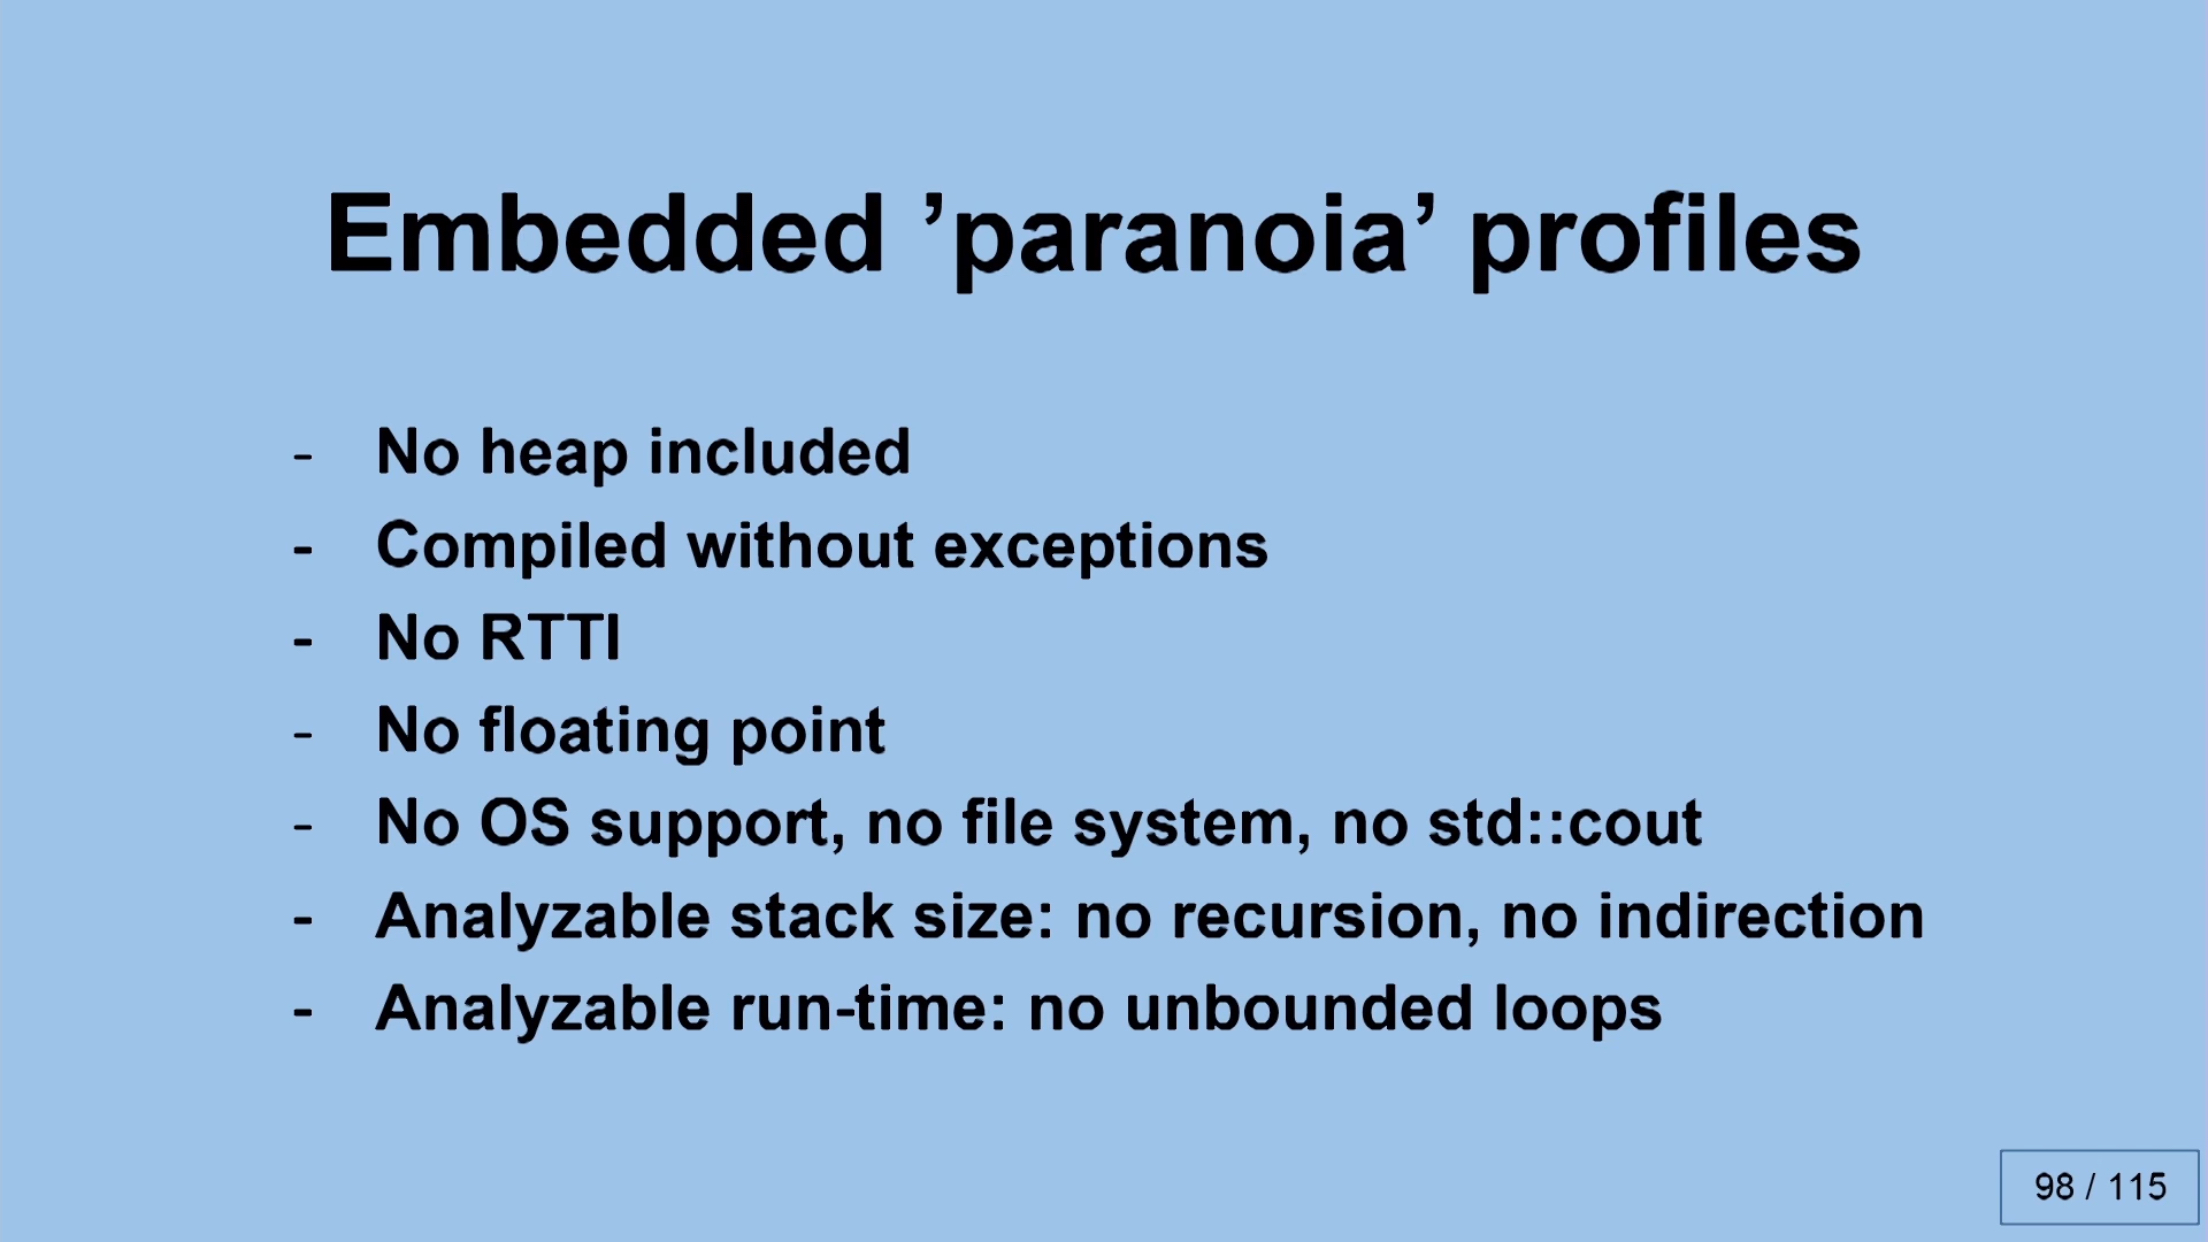 Embedded ’paranoia’ profiles
- No heap included
- Compiled without exceptions
- No RTTI
- No floating point
- No OS support, no file system, no std::cout
- Analyzable stack size: no recursion, no indirection
- Analyzable run-time: no unbounded loops
98 / 115